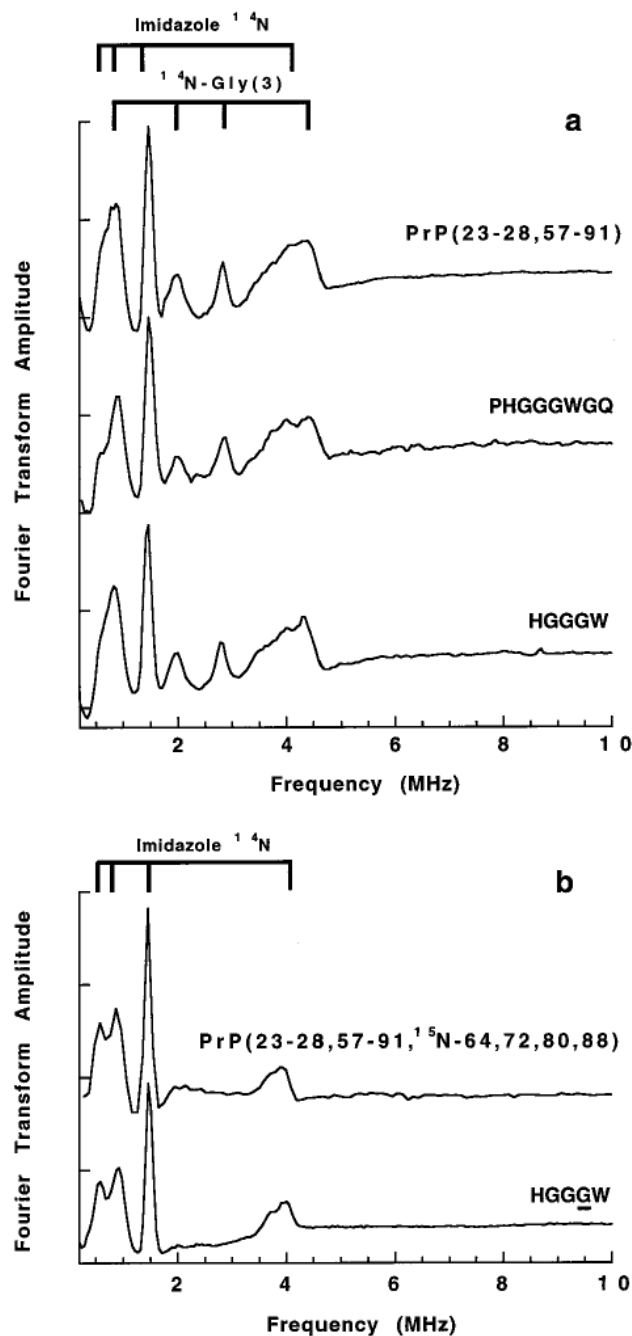 Imidazole ¹⁴N
¹⁴N-Gly(3)
a
PrP(23-28,57-91)
PHGGGWGQ
HGGGW
Fourier Transform Amplitude
2 4 6 8 10
Frequency (MHz)
Imidazole ¹⁴N
b
PrP(23-28,57-91,¹⁵N-64,72,80,88)
HGGGW
Fourier Transform Amplitude
2 4 6 8 10
Frequency (MHz)